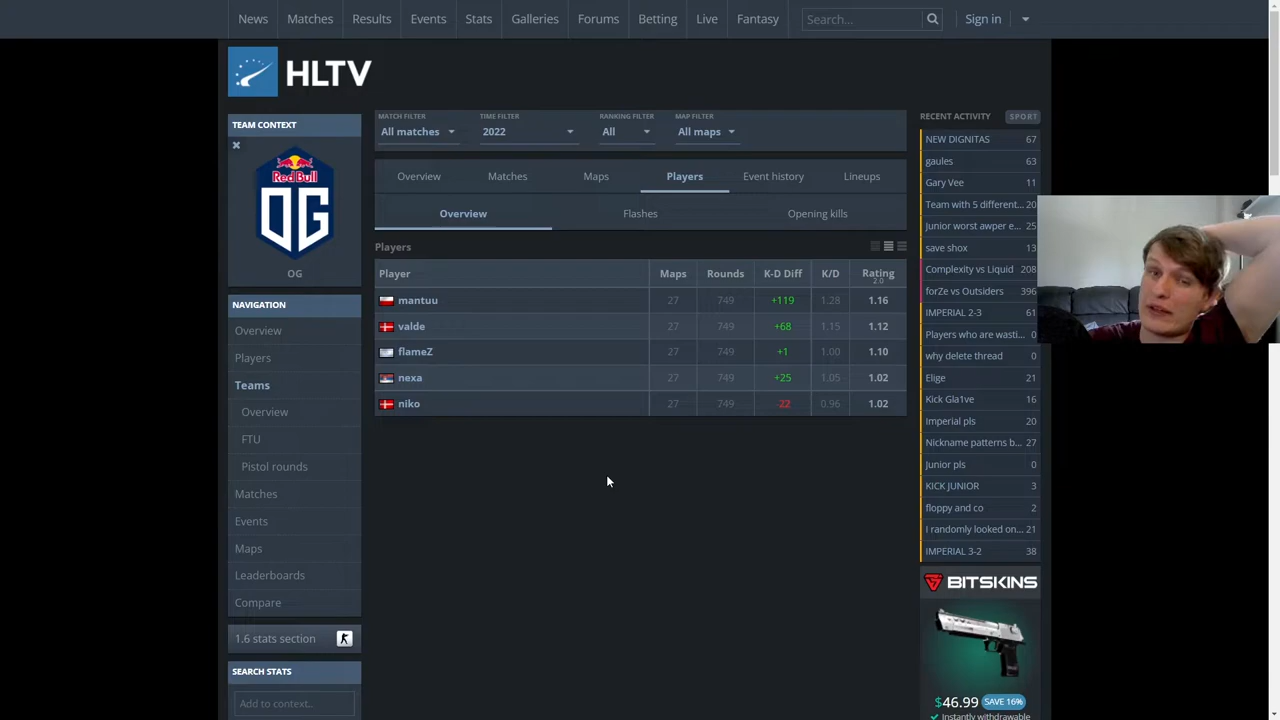 News Matches Results Events Stats Galleries Forums Betting Live Fantasy Search... Sign in
HLTV
TEAM CONTEXT
Red Bull
OG
OG
NAVIGATION
Overview
Players
Teams
Overview
FTU
Pistol rounds
Matches
Events
Maps
Leaderboards
Compare
1.6 stats section
SEARCH STATS
Add to context..
MATCH FILTER TIME FILTER RANKING FILTER MAP FILTER
All matches 2022 All All maps
Overview Matches Maps Players Event history Lineups
Overview Flashes Opening kills
Players
Player Maps Rounds K-D Diff K/D Rating 2.0
mantuu 27 749 +119 1.28 1.16
valde 27 749 +68 1.15 1.12
flameZ 27 749 +1 1.00 1.10
nexa 27 749 +25 1.05 1.02
niko 27 749 -22 0.96 1.02
RECENT ACTIVITY SPORT
NEW DIGNITAS 67
gaules 63
Gary Vee 11
Team with 5 different... 20
Junior worst awper e... 25
save shox 13
Complexity vs Liquid 208
forZe vs Outsiders 396
IMPERIAL 2-3 61
Players who are wasti... 0
why delete thread 0
Elige 21
Kick Gla1ve 16
Imperial pls 20
Nickname patterns b... 27
Junior pls 0
KICK JUNIOR 3
floppy and co 2
I randomly looked on... 21
IMPERIAL 3-2 38
BITSKINS
$46.99 SAVE 16%
Instantly withdrawable